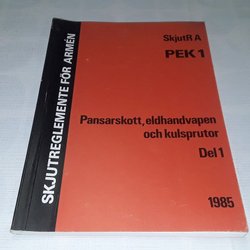 SKJUTREGLEMENTE FÖR ARMÉN
SkjutR A
PEK 1
Pansarskott, eldhandvapen
och kulsprutor
Del 1
1985